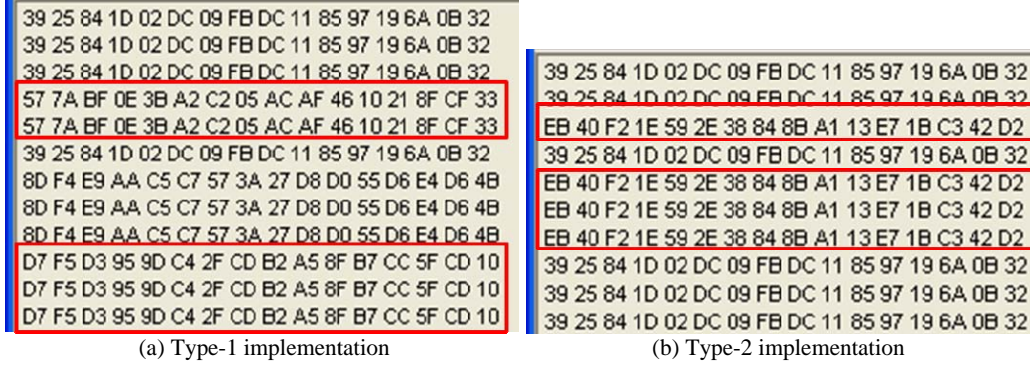 39 25 84 1D 02 DC 09 FB DC 11 85 97 19 6A 0B 32
39 25 84 1D 02 DC 09 FB DC 11 85 97 19 6A 0B 32
39 25 84 1D 02 DC 09 FB DC 11 85 97 19 6A 0B 32
57 7A BF 0E 3B A2 C2 05 AC AF 46 10 21 8F CF 33
57 7A BF 0E 3B A2 C2 05 AC AF 46 10 21 8F CF 33
39 25 84 1D 02 DC 09 FB DC 11 85 97 19 6A 0B 32
8D F4 E9 AA C5 C7 57 3A 27 D8 D0 55 D6 E4 D6 4B
8D F4 E9 AA C5 C7 57 3A 27 D8 D0 55 D6 E4 D6 4B
8D F4 E9 AA C5 C7 57 3A 27 D8 D0 55 D6 E4 D6 4B
D7 F5 D3 95 9D C4 2F CD B2 A5 8F B7 CC 5F CD 10
D7 F5 D3 95 9D C4 2F CD B2 A5 8F B7 CC 5F CD 10
D7 F5 D3 95 9D C4 2F CD B2 A5 8F B7 CC 5F CD 10
(a) Type-1 implementation
39 25 84 1D 02 DC 09 FB DC 11 85 97 19 6A 0B 32
39 25 84 1D 02 DC 09 FB DC 11 85 97 19 6A 0B 32
EB 40 F2 1E 59 2E 38 84 8B A1 13 E7 1B C3 42 D2
39 25 84 1D 02 DC 09 FB DC 11 85 97 19 6A 0B 32
EB 40 F2 1E 59 2E 38 84 8B A1 13 E7 1B C3 42 D2
EB 40 F2 1E 59 2E 38 84 8B A1 13 E7 1B C3 42 D2
EB 40 F2 1E 59 2E 38 84 8B A1 13 E7 1B C3 42 D2
39 25 84 1D 02 DC 09 FB DC 11 85 97 19 6A 0B 32
39 25 84 1D 02 DC 09 FB DC 11 85 97 19 6A 0B 32
39 25 84 1D 02 DC 09 FB DC 11 85 97 19 6A 0B 32
(b) Type-2 implementation